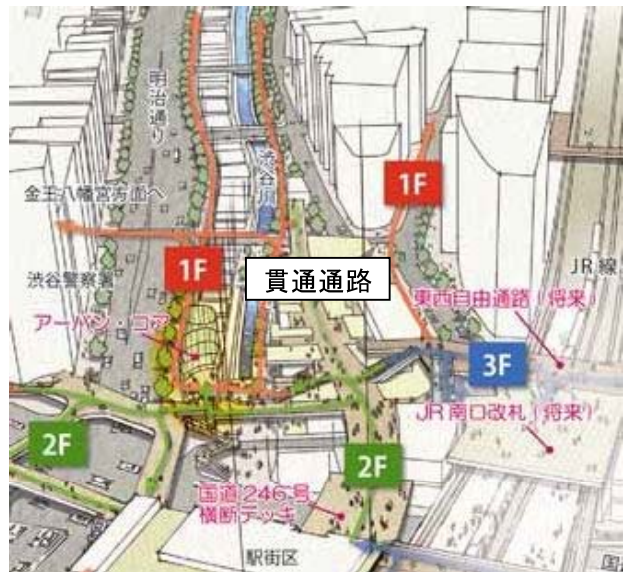 明治通り
渋谷川
金王八幡宮方面へ
1F
1F
貫通通路
JR線
渋谷警察署
東西自由通路(将来)
アーバン・コア
3F
JR南口改札(将来)
2F
2F
国道246号
横断デッキ
駅街区
国